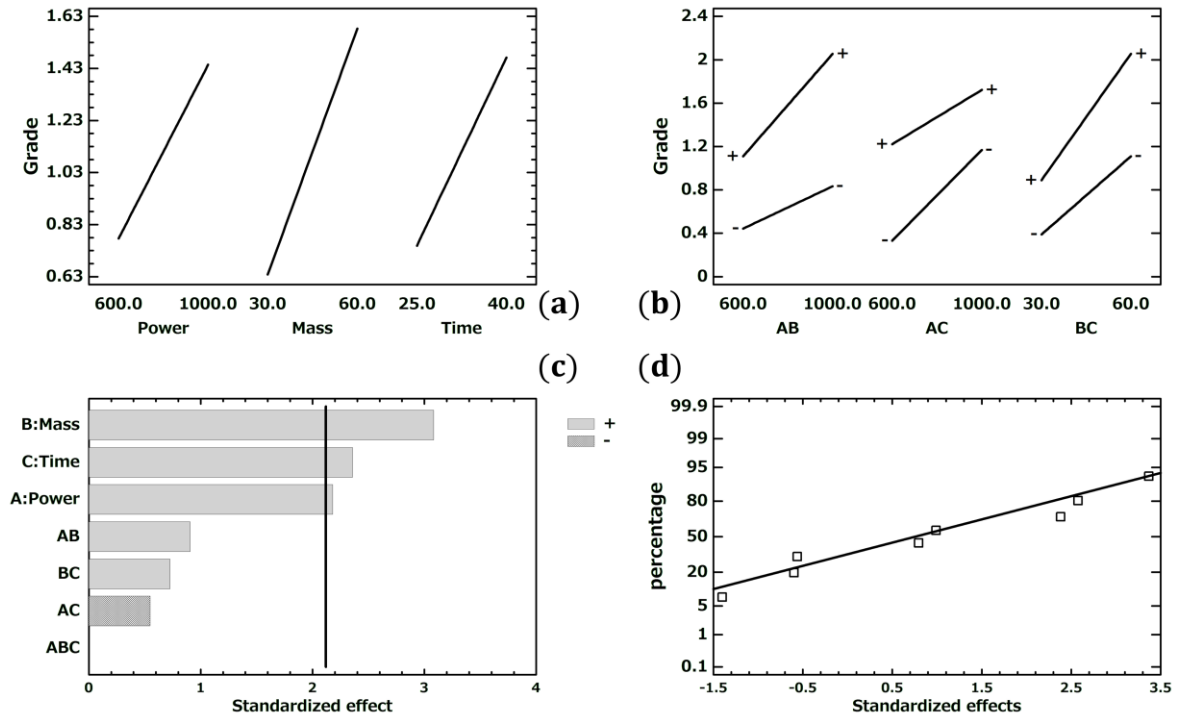 1.63
1.43
1.23
1.03
0.83
0.63
Grade
600.0 1000.0 30.0 60.0 25.0 40.0
Power Mass Time
(a)
2.4
2
1.6
1.2
0.8
0.4
0
Grade
+ + + + + +
- - - - - -
600.0 1000.0 600.0 1000.0 30.0 60.0
AB AC BC
(b)
(c)
B:Mass
C:Time
A:Power
AB
BC
AC
ABC
0 1 2 3 4
Standardized effect
+
-
(d)
99.9
99
95
80
50
20
5
1
0.1
percentage
-1.5 -0.5 0.5 1.5 2.5 3.5
Standardized effects